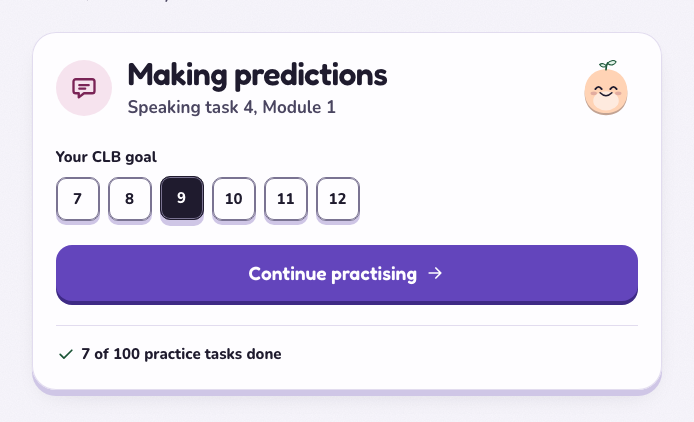 Making predictions
Speaking task 4, Module 1
Your CLB goal
7 8 9 10 11 12
Continue practising →
7 of 100 practice tasks done